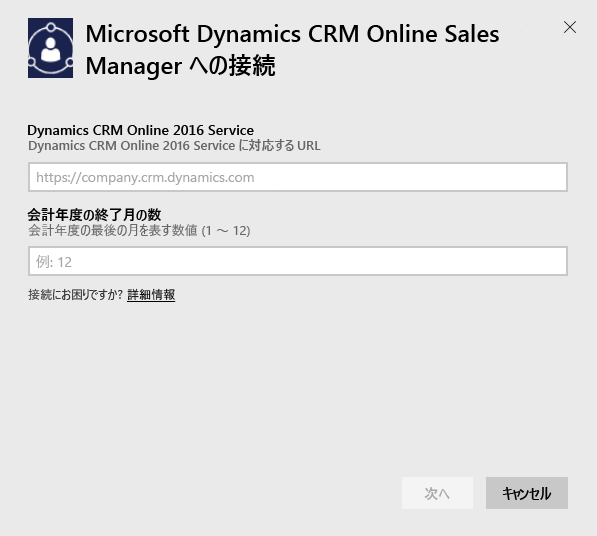 Microsoft Dynamics CRM Online Sales
Manager への接続
Dynamics CRM Online 2016 Service
Dynamics CRM Online 2016 Service に対応する URL
https://company.crm.dynamics.com
会計年度の終了月の数
会計年度の最後の月を表す数値 (1 ～ 12)
例: 12
接続にお困りですか? 詳細情報
次へ
キャンセル